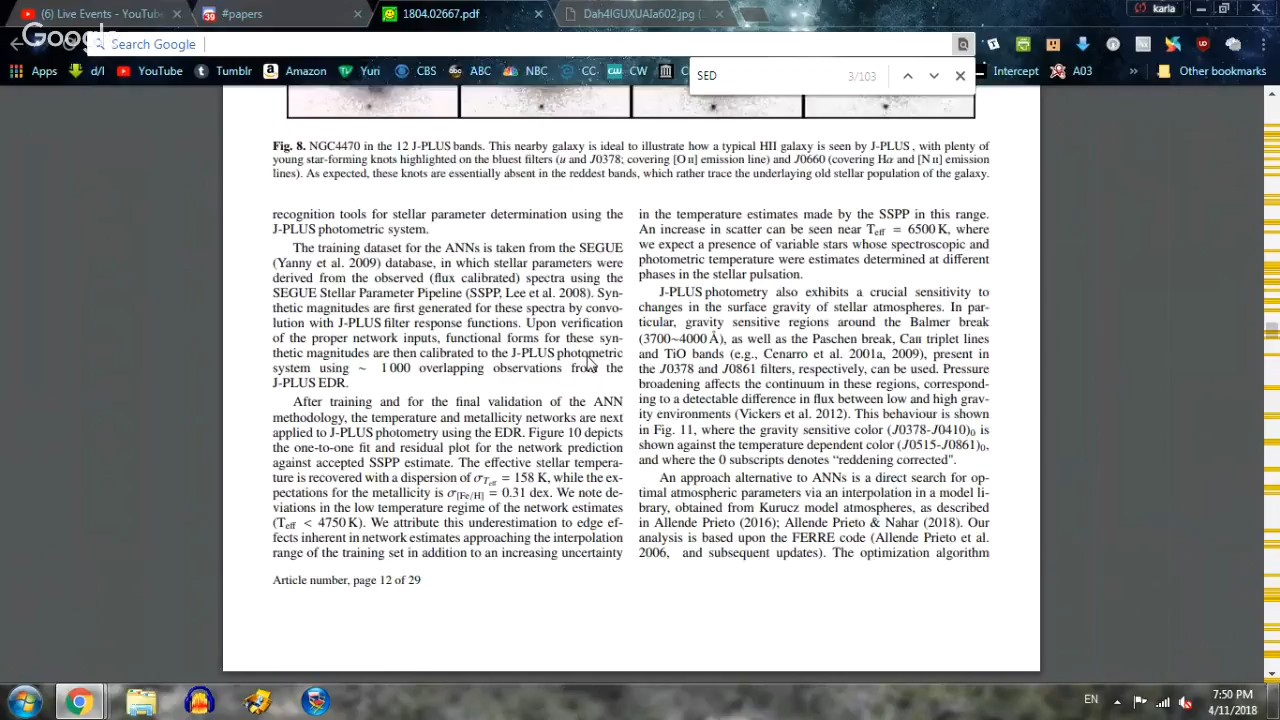 (6) Live Events - YouTube
39 #papers
1804.02667.pdf
Dah4IGUXUAIa602.jpg (
karla
Google
Search Google
Apps
d/l
YouTube
Tumblr
Amazon
Yuri
CBS
ABC
NBC
CC
CW
Intercept
A03
»
Other bookmarks
SED 3/103
Fig. 8. NGC4470 in the 12 J-PLUS bands. This nearby galaxy is ideal to illustrate how a typical HII galaxy is seen by J-PLUS , with plenty of
young star-forming knots highlighted on the bluest filters (u and J0378; covering [O II] emission line) and J0660 (covering Hα and [N II] emission
lines). As expected, these knots are essentially absent in the reddest bands, which rather trace the underlaying old stellar population of the galaxy.
recognition tools for stellar parameter determination using the
J-PLUS photometric system.
The training dataset for the ANNs is taken from the SEGUE
(Yanny et al. 2009) database, in which stellar parameters were
derived from the observed (flux calibrated) spectra using the
SEGUE Stellar Parameter Pipeline (SSPP, Lee et al. 2008). Syn-
thetic magnitudes are first generated for these spectra by convo-
lution with J-PLUS filter response functions. Upon verification
of the proper network inputs, functional forms for these syn-
thetic magnitudes are then calibrated to the J-PLUS photometric
system using ~ 1 000 overlapping observations from the
J-PLUS EDR.
After training and for the final validation of the ANN
methodology, the temperature and metallicity networks are next
applied to J-PLUS photometry using the EDR. Figure 10 depicts
the one-to-one fit and residual plot for the network prediction
against accepted SSPP estimate. The effective stellar tempera-
ture is recovered with a dispersion of σTeff = 158 K, while the ex-
pectations for the metallicity is σ[Fe/H] = 0.31 dex. We note de-
viations in the low temperature regime of the network estimates
(Teff < 4750 K). We attribute this underestimation to edge ef-
fects inherent in network estimates approaching the interpolation
range of the training set in addition to an increasing uncertainty
in the temperature estimates made by the SSPP in this range.
An increase in scatter can be seen near Teff = 6500 K, where
we expect a presence of variable stars whose spectroscopic and
photometric temperature were estimates determined at different
phases in the stellar pulsation.
J-PLUS photometry also exhibits a crucial sensitivity to
changes in the surface gravity of stellar atmospheres. In par-
ticular, gravity sensitive regions around the Balmer break
(3700~4000 Å), as well as the Paschen break, Ca II triplet lines
and TiO bands (e.g., Cenarro et al. 2001a, 2009), present in
the J0378 and J0861 filters, respectively, can be used. Pressure
broadening affects the continuum in these regions, correspond-
ing to a detectable difference in flux between low and high grav-
ity environments (Vickers et al. 2012). This behaviour is shown
in Fig. 11, where the gravity sensitive color (J0378-J0410)0 is
shown against the temperature dependent color (J0515-J0861)0,
and where the 0 subscripts denotes “reddening corrected”.
An approach alternative to ANNs is a direct search for op-
timal atmospheric parameters via an interpolation in a model li-
brary, obtained from Kurucz model atmospheres, as described
in Allende Prieto (2016); Allende Prieto & Nahar (2018). Our
analysis is based upon the FERRE code (Allende Prieto et al.
2006, and subsequent updates). The optimization algorithm
Article number, page 12 of 29
EN
7:50 PM
4/11/2018